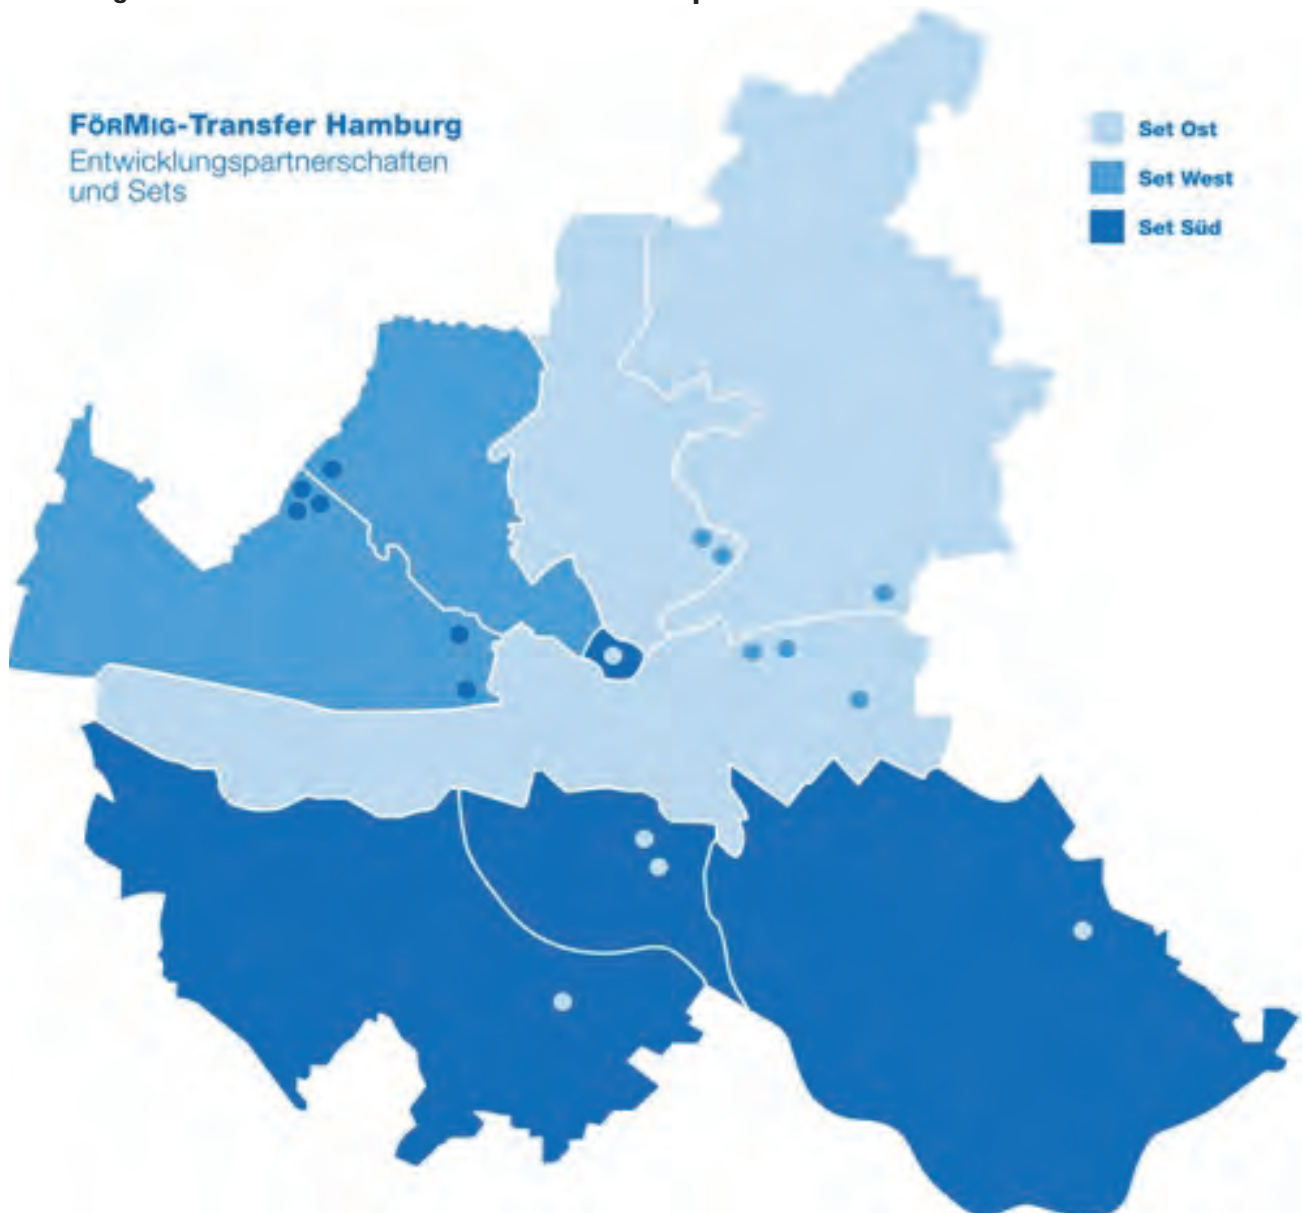 FÖRMIG-Transfer Hamburg
Entwicklungspartnerschaften
und Sets
Set Ost
Set West
Set Süd